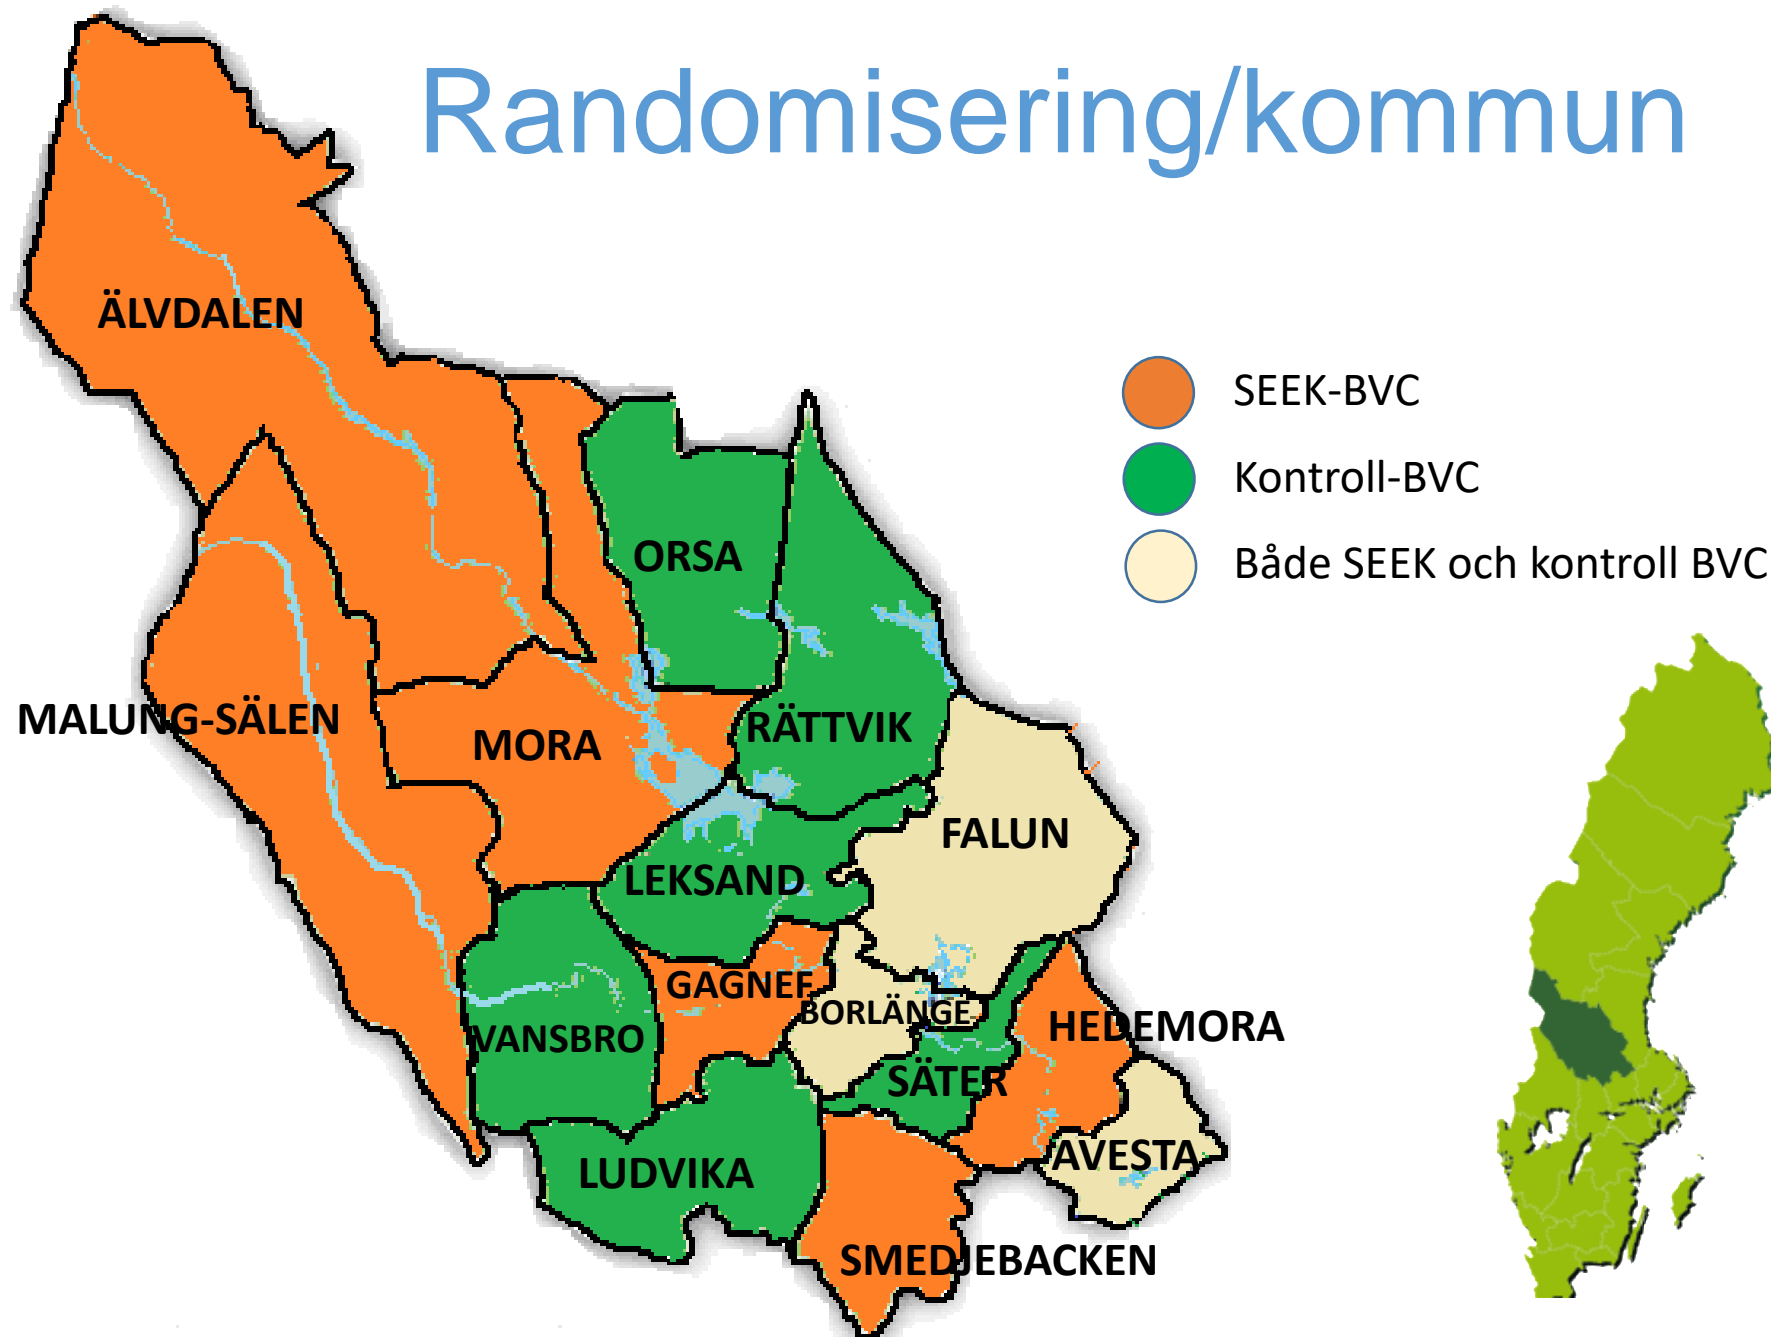 Randomisering/kommun
ÄLVDALEN
SEEK-BVC
Kontroll-BVC
ORSA
Både SEEK och kontroll BVC
MALUNG-SÄLEN
MORA
RÄTTVIK
FALUN
LEKSAND
GAGNEF
BORLÄNGE
HEDEMORA
VANSBRO
SÄTER
AVESTA
LUDVIKA
SMEDJEBACKEN